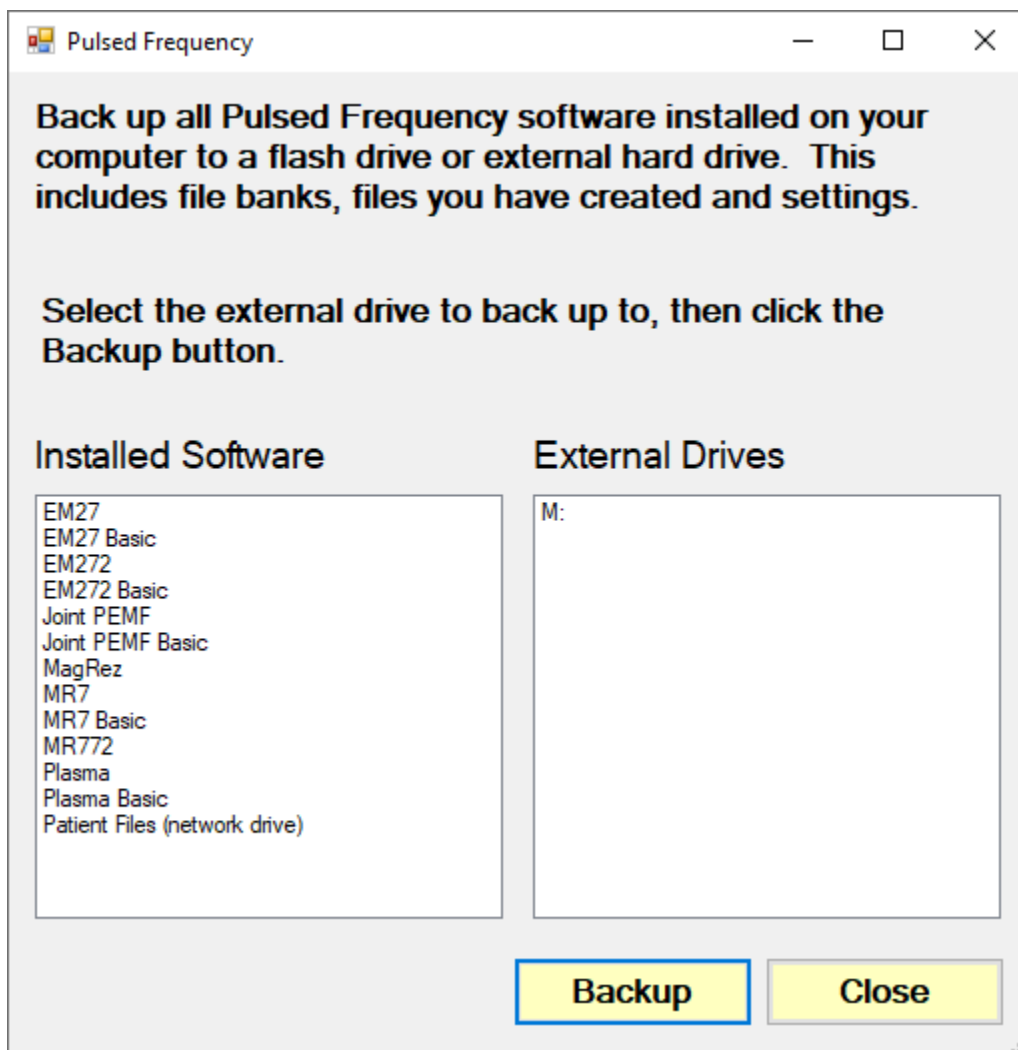 Pulsed Frequency
Back up all Pulsed Frequency software installed on your
computer to a flash drive or external hard drive.  This
includes file banks, files you have created and settings.
Select the external drive to back up to, then click the
Backup button.
Installed Software
EM27
EM27 Basic
EM272
EM272 Basic
Joint PEMF
Joint PEMF Basic
MagRez
MR7
MR7 Basic
MR772
Plasma
Plasma Basic
Patient Files (network drive)
External Drives
M:
Backup
Close